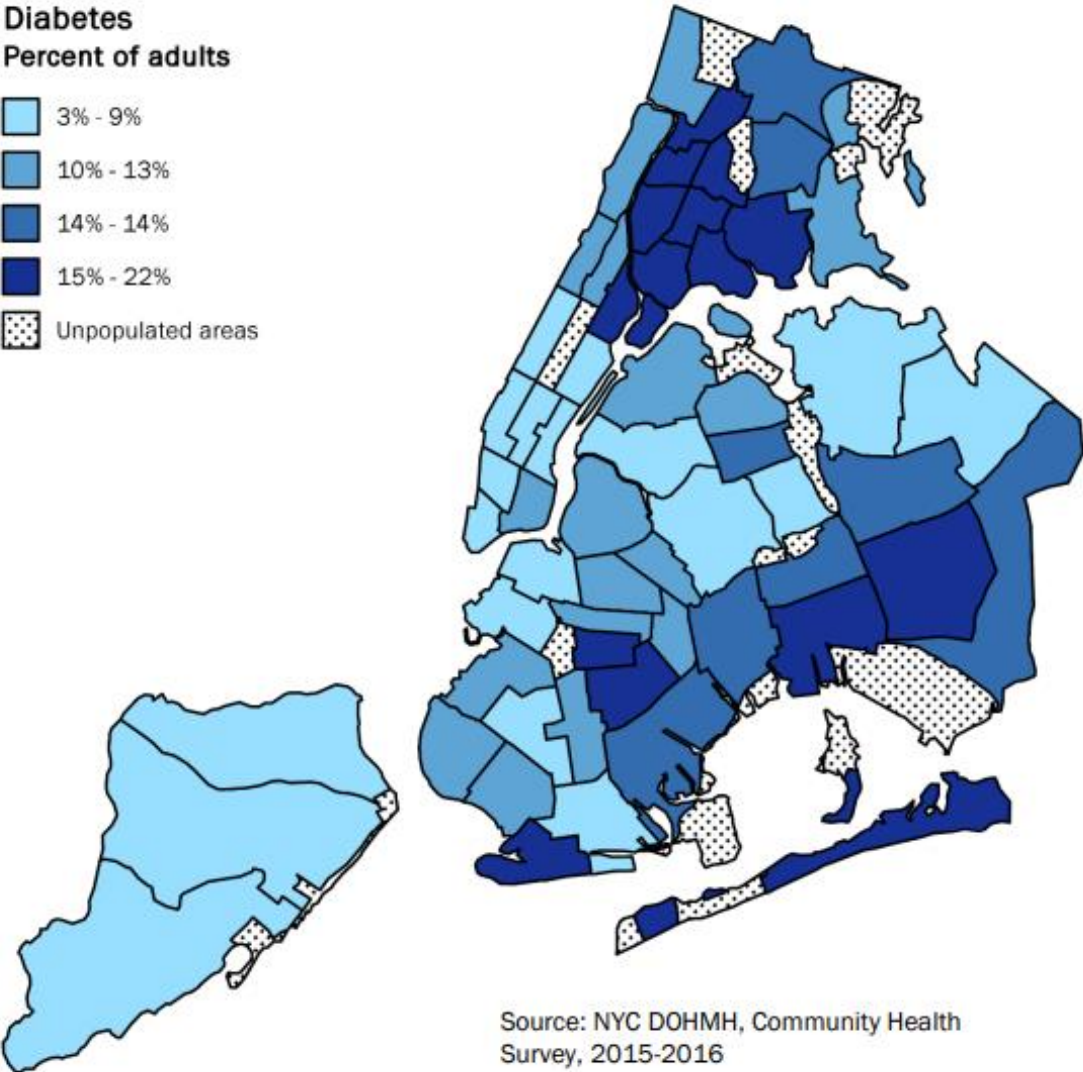 Diabetes
Percent of adults
3% - 9%
10% - 13%
14% - 14%
15% - 22%
Unpopulated areas
Source: NYC DOHMH, Community Health
Survey, 2015-2016